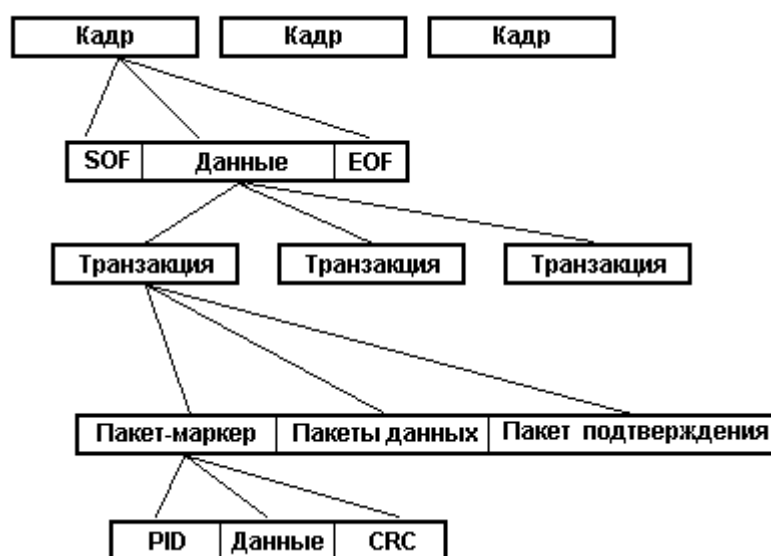 Кадр Кадр Кадр
SOF Данные EOF
Транзакция Транзакция Транзакция
Пакет-маркер Пакеты данных Пакет подтверждения
PID Данные CRC